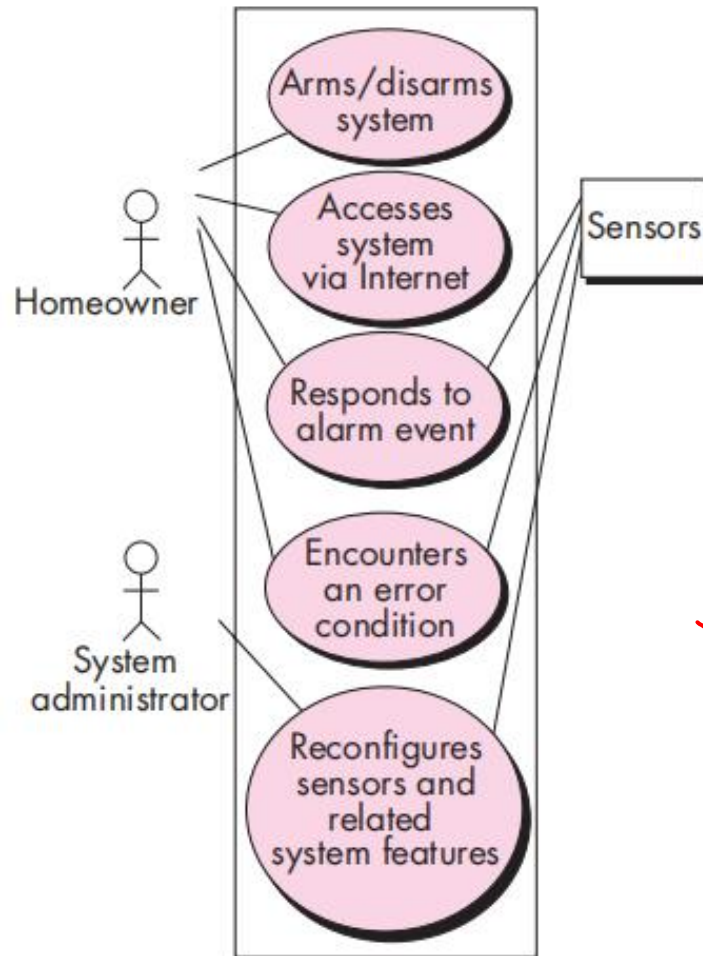 Arms/disarms
system
Accesses
system
via Internet
Sensors
Homeowner
Responds to
alarm event
Encounters
an error
condition
System
administrator
Reconfigures
sensors and
related
system features